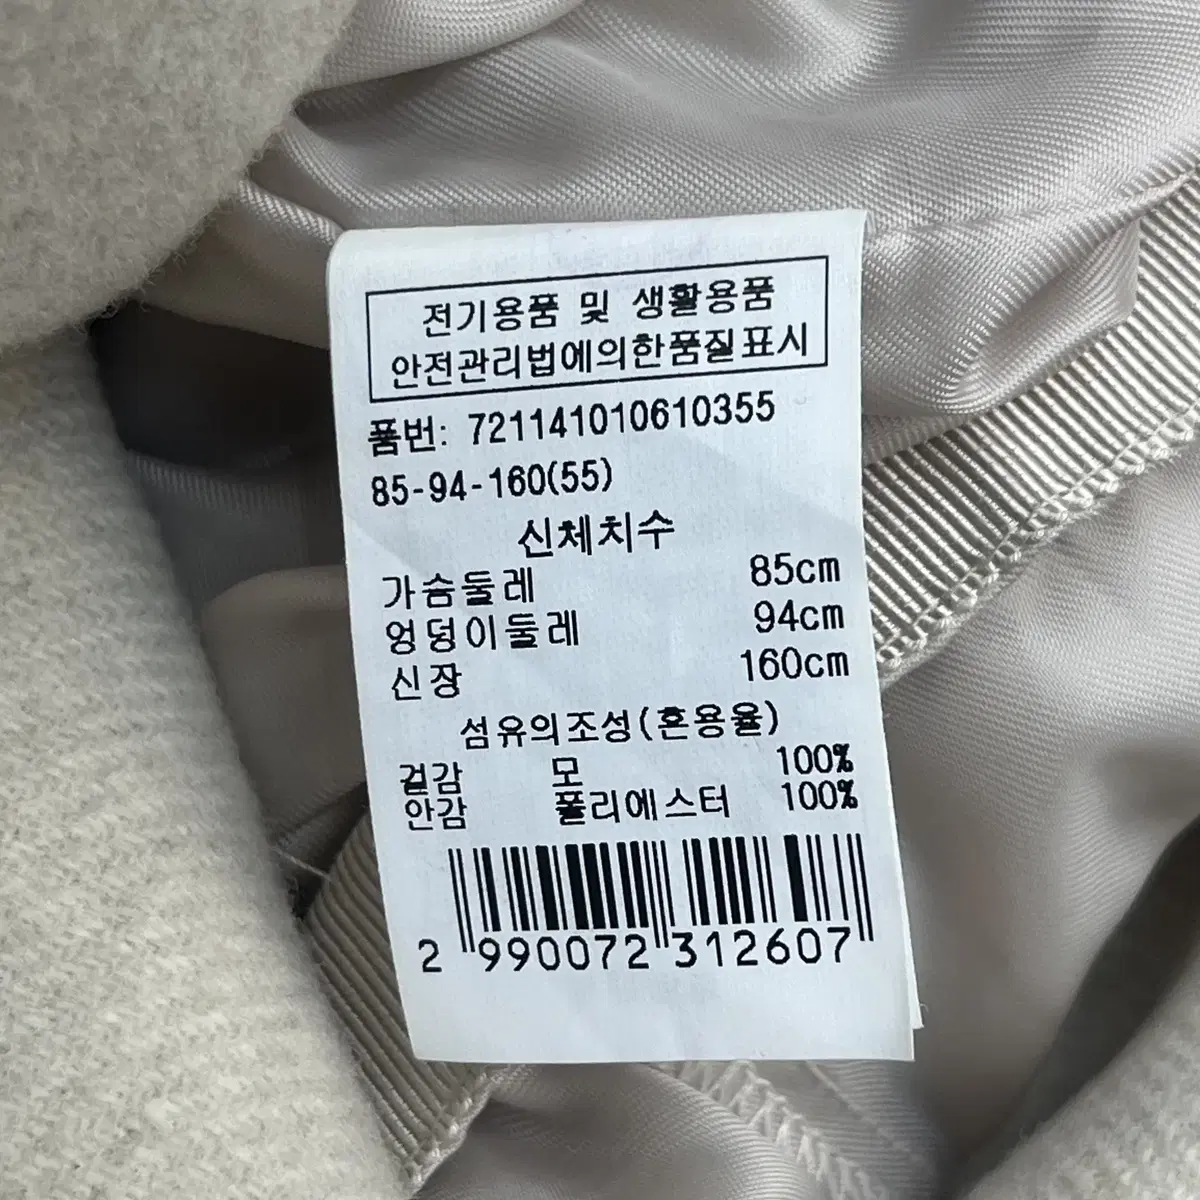 전기용품 및 생활용품
안전관리법에의한품질표시
품번: 721141010610355
85-94-160(55)
신체치수
가슴둘레 85cm
엉덩이둘레 94cm
신장 160cm
섬유의조성(혼용율)
겉감 모 100%
안감 폴리에스터 100%
2 990072 312607